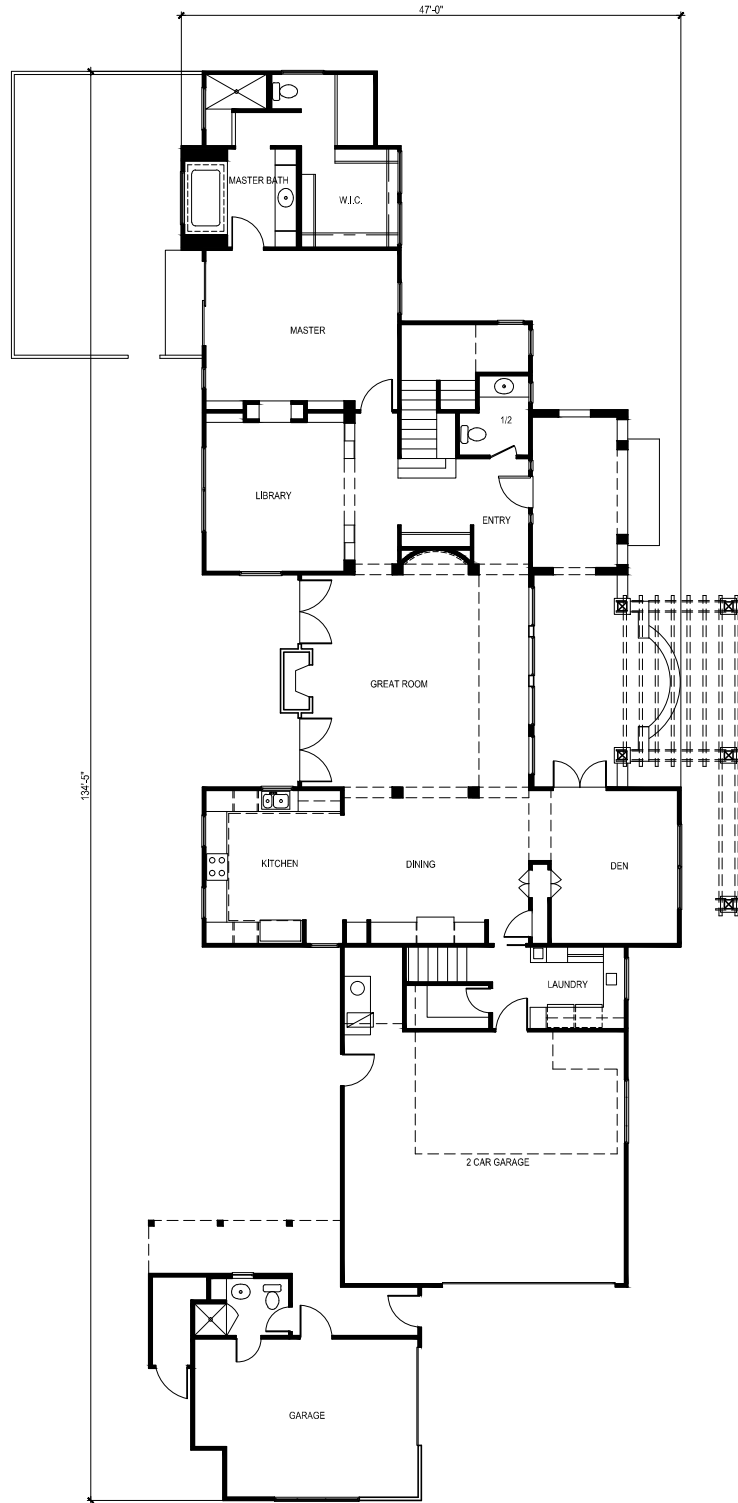 47'-0"
MASTER BATH
W.I.C.
MASTER
1/2
LIBRARY
ENTRY
GREAT ROOM
134'-5"
KITCHEN
DINING
DEN
LAUNDRY
2 CAR GARAGE
GARAGE